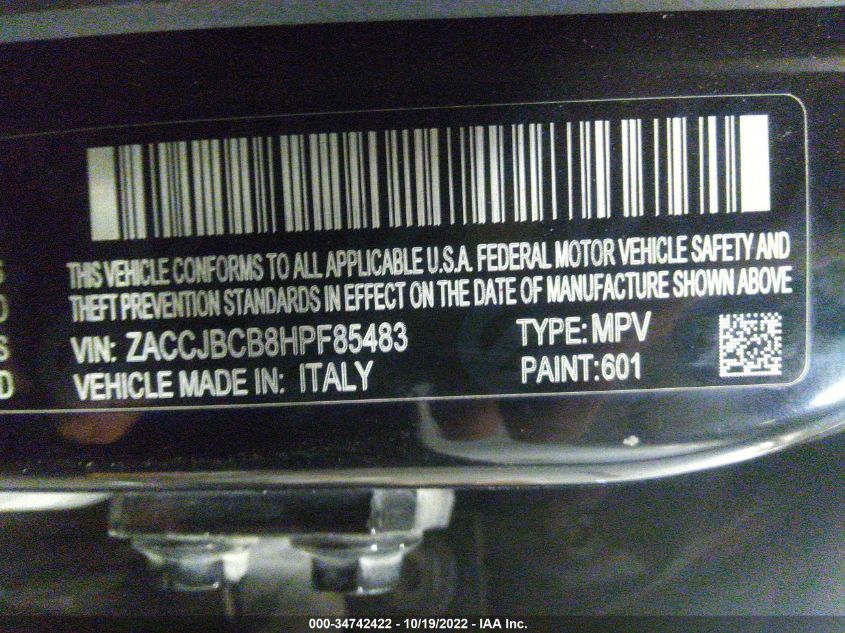 THIS VEHICLE CONFORMS TO ALL APPLICABLE U.S.A. FEDERAL MOTOR VEHICLE SAFETY AND
THEFT PREVENTION STANDARDS IN EFFECT ON THE DATE OF MANUFACTURE SHOWN ABOVE
VIN: ZACCJBCB8HPF85483 TYPE: MPV
VEHICLE MADE IN: ITALY PAINT:601
000-34742422 - 10/19/2022 - IAA Inc.